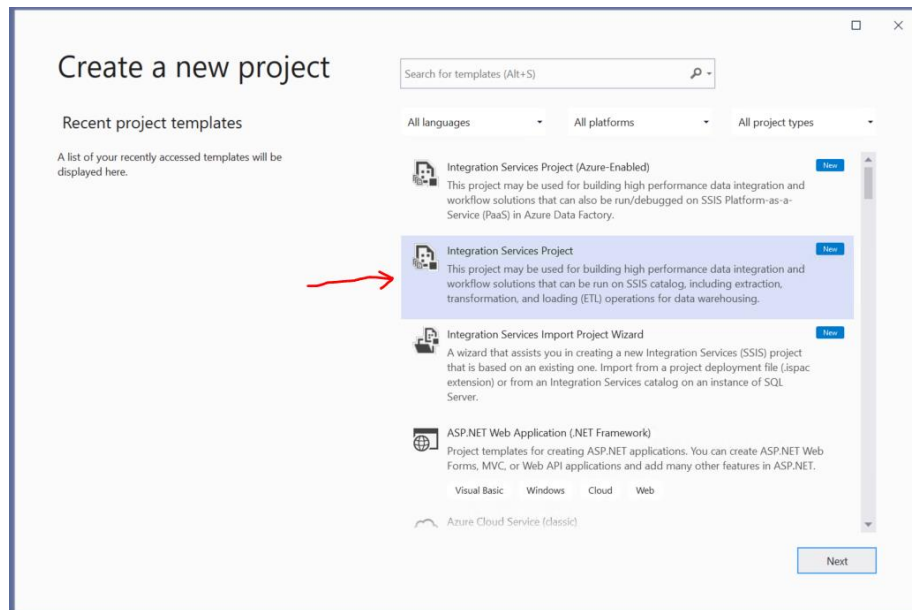 Create a new project
Search for templates (Alt+S)
Recent project templates
All languages
All platforms
All project types
A list of your recently accessed templates will be
displayed here.
Integration Services Project (Azure-Enabled)
New
This project may be used for building high performance data integration and
workflow solutions that can also be run/debugged on SSIS Platform-as-a-
Service (PaaS) in Azure Data Factory.
Integration Services Project
New
This project may be used for building high performance data integration and
workflow solutions that can be run on SSIS catalog, including extraction,
transformation, and loading (ETL) operations for data warehousing.
Integration Services Import Project Wizard
New
A wizard that assists you in creating a new Integration Services (SSIS) project
that is based on an existing one. Import from a project deployment file (.ispac
extension) or from an Integration Services catalog on an instance of SQL
Server.
ASP.NET Web Application (.NET Framework)
Project templates for creating ASP.NET applications. You can create ASP.NET Web
Forms, MVC, or Web API applications and add many other features in ASP.NET.
Visual Basic
Windows
Cloud
Web
Azure Cloud Service (classic)
Next